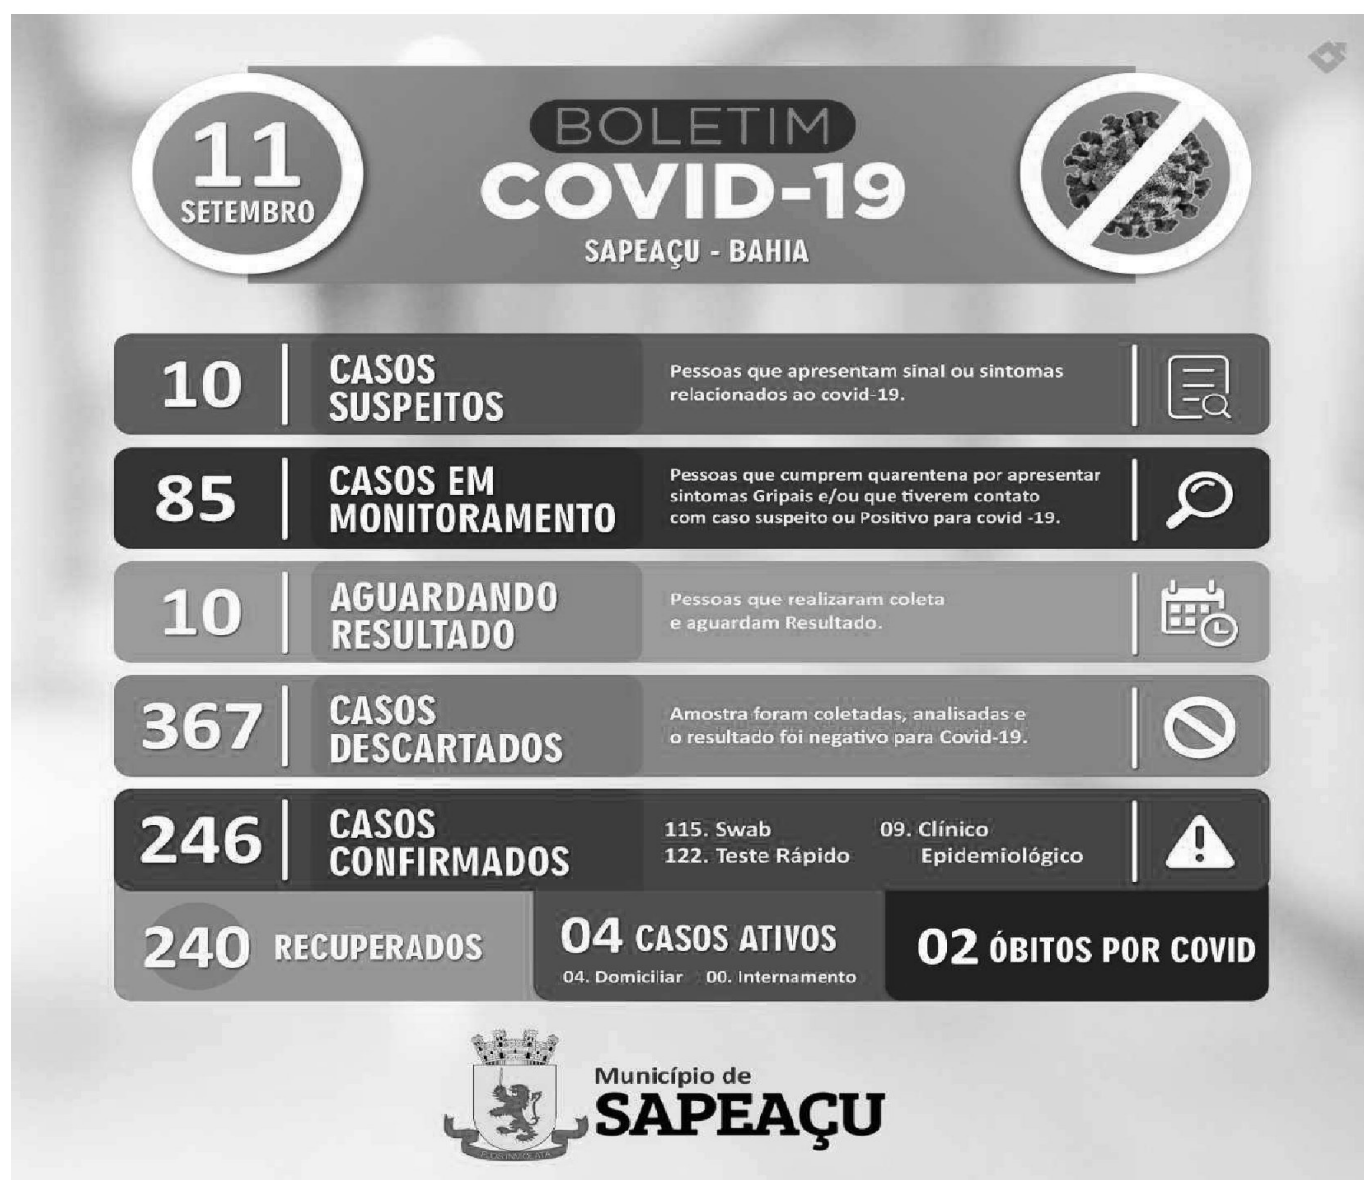 11
SETEMBRO
BOLETIM
COVID-19
SAPEAÇU - BAHIA
10
CASOS
SUSPEITOS
Pessoas que apresentam sinal ou sintomas
relacionados ao covid-19.
85
CASOS EM
MONITORAMENTO
Pessoas que cumprem quarentena por apresentar
sintomas Gripais e/ou que tiverem contato
com caso suspeito ou Positivo para covid -19.
10
AGUARDANDO
RESULTADO
Pessoas que realizaram coleta
e aguardam Resultado.
367
CASOS
DESCARTADOS
Amostra foram coletadas, analisadas e
o resultado foi negativo para Covid-19.
246
CASOS
CONFIRMADOS
115. Swab
122. Teste Rápido
09. Clínico
Epidemiológico
240 RECUPERADOS
04 CASOS ATIVOS
04. Domiciliar 00. Internamento
02 ÓBITOS POR COVID
Município de
SAPEAÇU